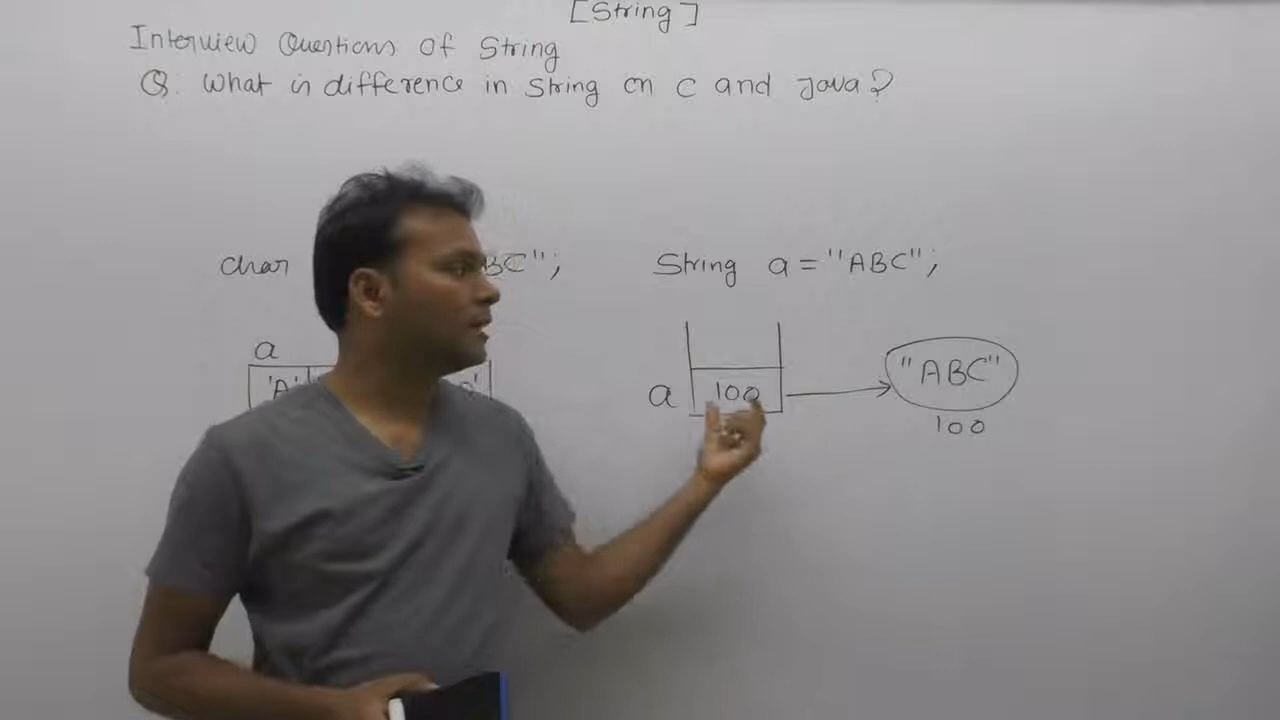 [String]
Interview Questions of String
Q. What is difference in String on C and Java?
char BC"; String a = "ABC";
a
'A'
a 100 "ABC"
100